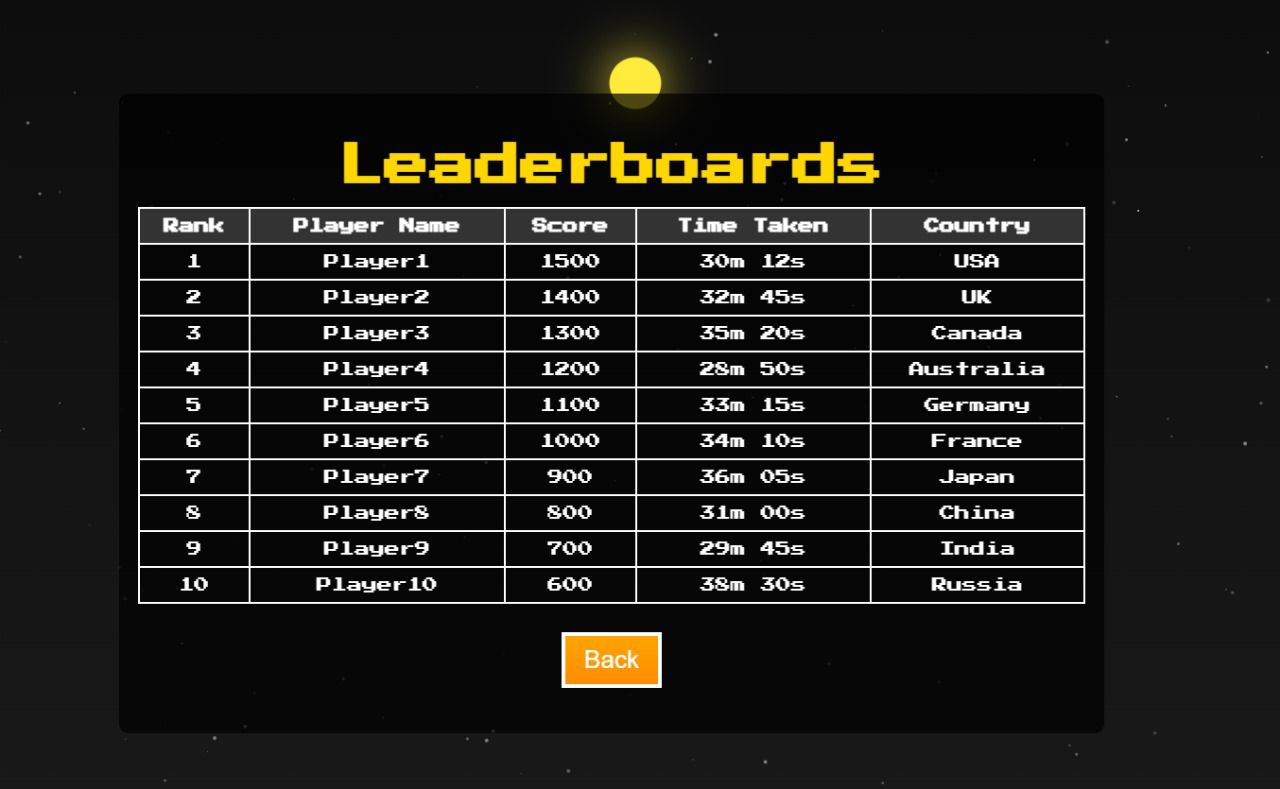 Leaderboards
Rank Player Name Score Time Taken Country
1 Player1 1500 30m 12s USA
2 Player2 1400 32m 45s UK
3 Player3 1300 35m 20s Canada
4 Player4 1200 28m 50s Australia
5 Player5 1100 33m 15s Germany
6 Player6 1000 34m 10s France
7 Player7 900 36m 05s Japan
8 Player8 800 31m 00s China
9 Player9 700 29m 45s India
10 Player10 600 38m 30s Russia
Back